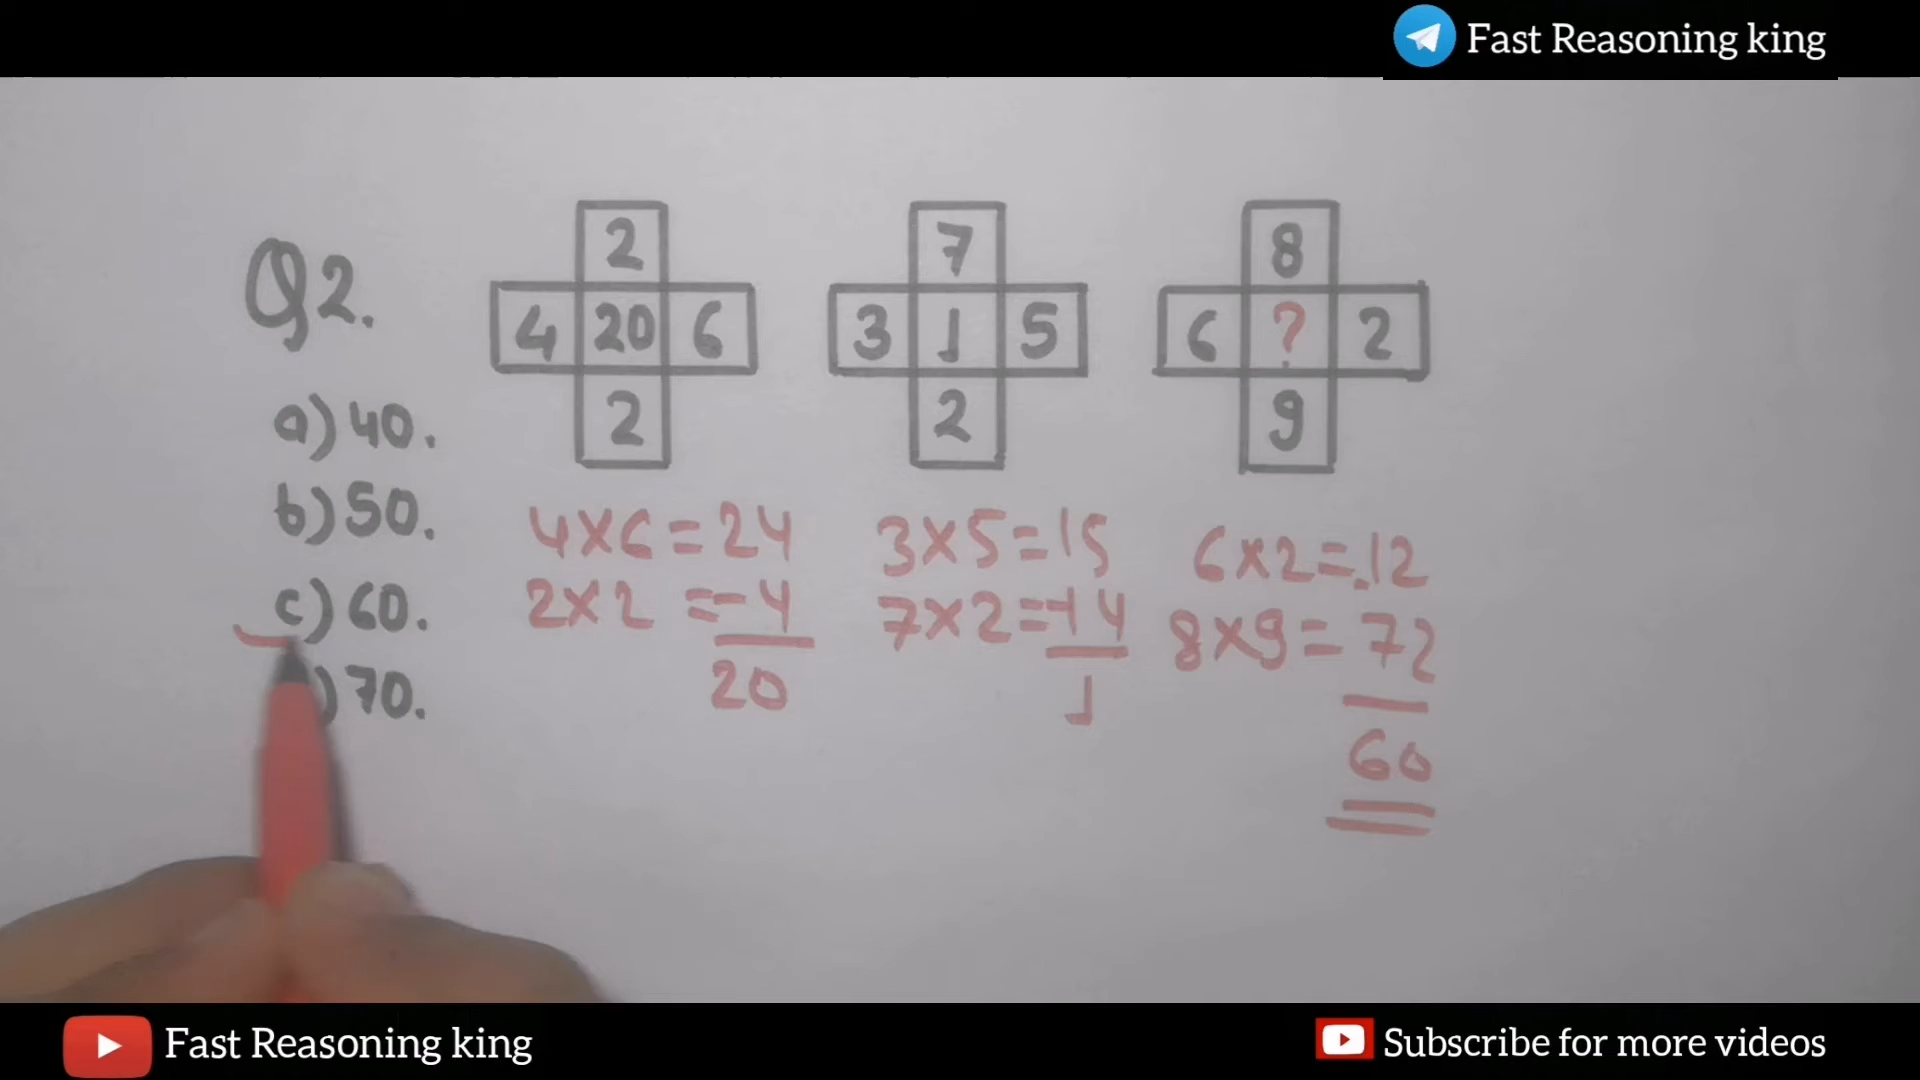 Fast Reasoning king
Q2.
2
4 20 6
2
7
3 1 5
2
8
6 ? 2
9
a) 40.
b) 50.
c) 60.
) 70.
4×6=24
2×2=-4
20
3×5=15
7×2=-14
1
6×2=.12
8×9=72
60
Fast Reasoning king
Subscribe for more videos